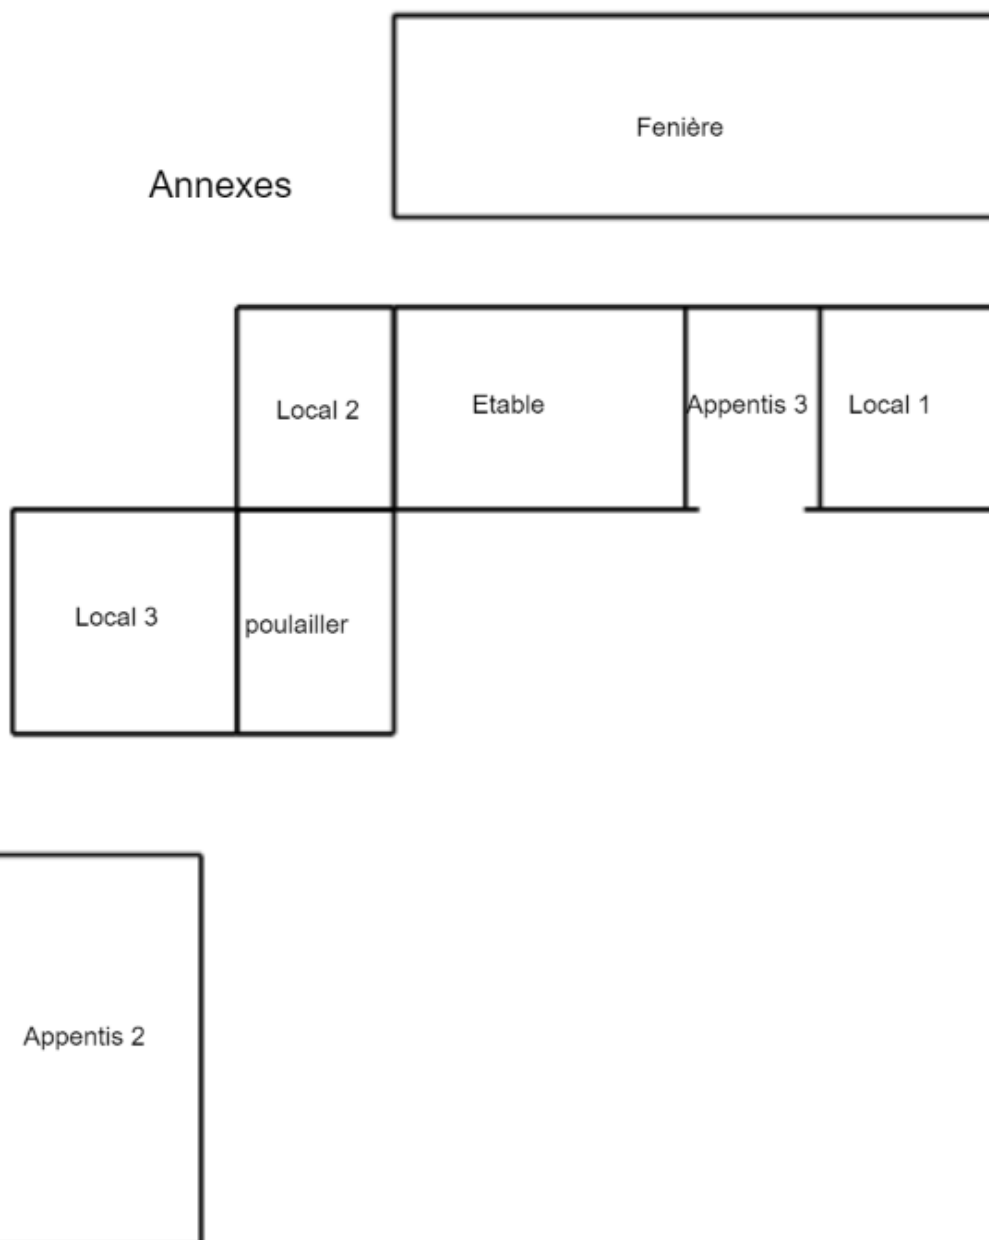 Fenière
Annexes
Local 2
Etable
Appentis 3
Local 1
Local 3
poulailler
Appentis 2